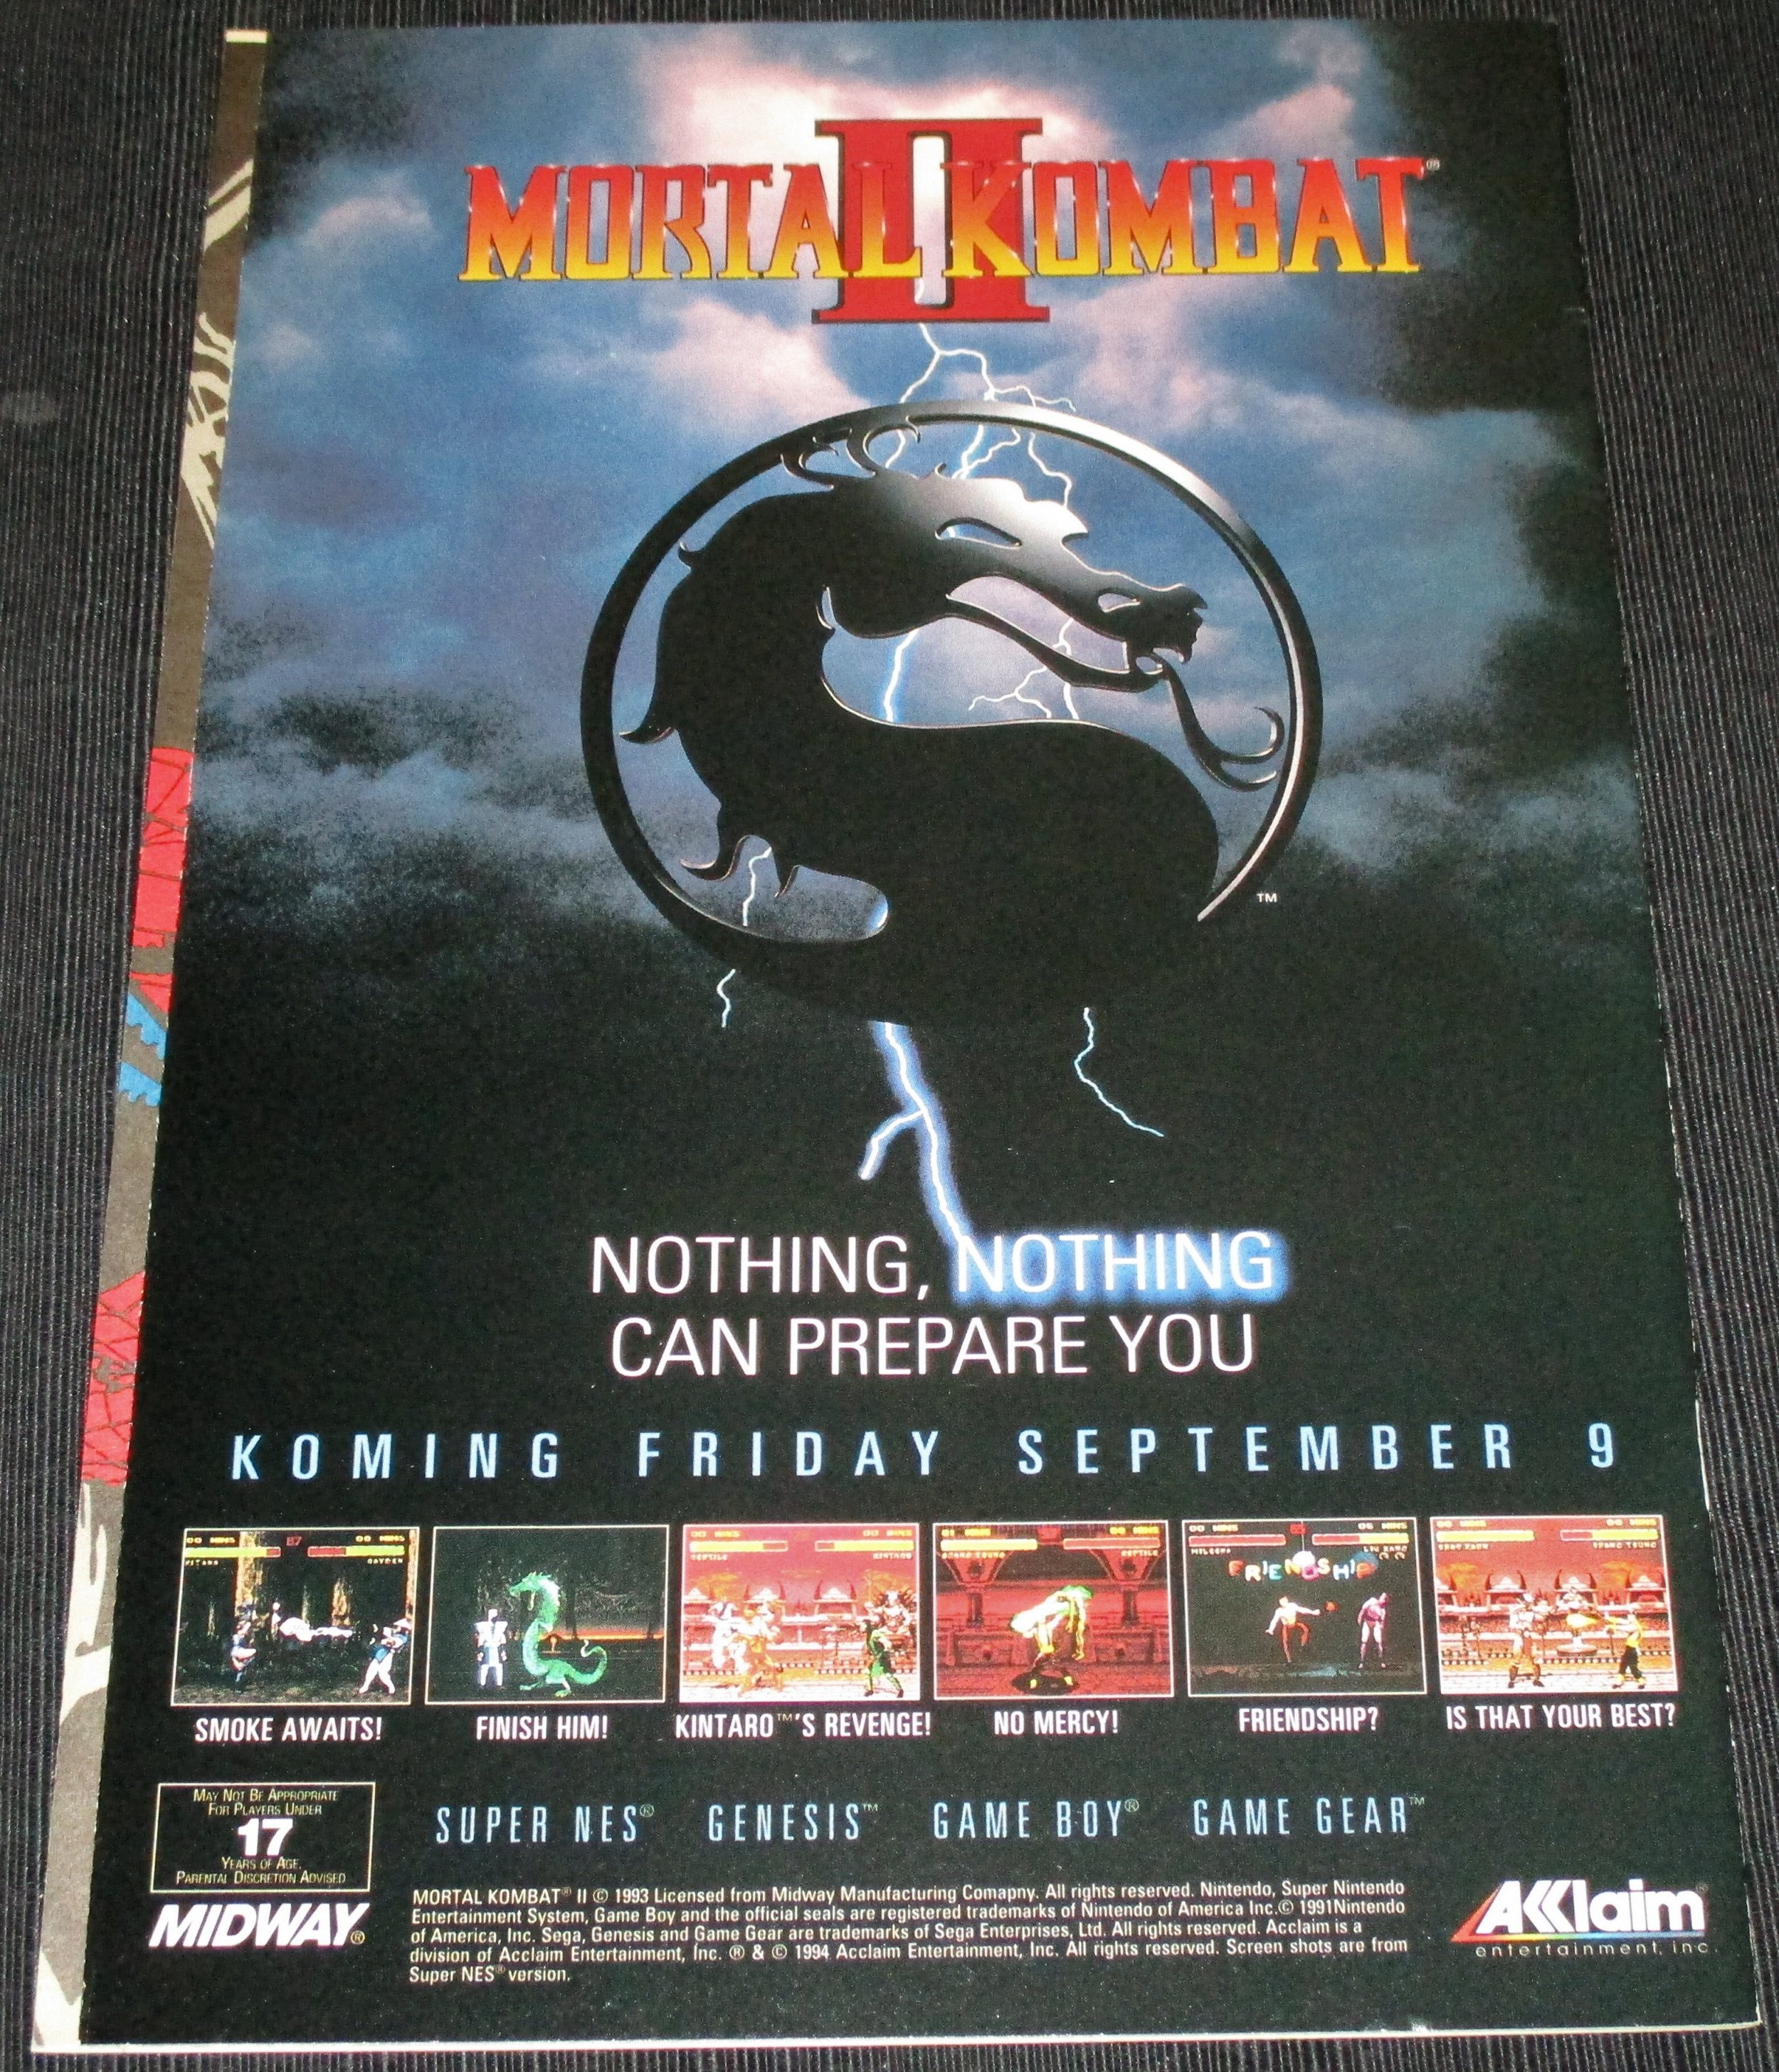 MORTAL KOMBAT®
II
TM
NOTHING, NOTHING
CAN PREPARE YOU
KOMING FRIDAY SEPTEMBER 9
FRIENDSHIP
SMOKE AWAITS!
FINISH HIM!
KINTARO™'S REVENGE!
NO MERCY!
FRIENDSHIP?
IS THAT YOUR BEST?
MAY NOT BE APPROPRIATE
FOR PLAYERS UNDER
17
YEARS OF AGE.
PARENTAL DISCRETION ADVISED
SUPER NES® GENESIS™ GAME BOY® GAME GEAR™
MIDWAY®
MORTAL KOMBAT® II © 1993 Licensed from Midway Manufacturing Comapny. All rights reserved. Nintendo, Super Nintendo
Entertainment System, Game Boy and the official seals are registered trademarks of Nintendo of America Inc.© 1991Nintendo
of America, Inc. Sega, Genesis and Game Gear are trademarks of Sega Enterprises, Ltd. All rights reserved. Acclaim is a
division of Acclaim Entertainment, Inc. ® & © 1994 Acclaim Entertainment, Inc. All rights reserved. Screen shots are from
Super NES® version.
AKKlaim
entertainment, inc.